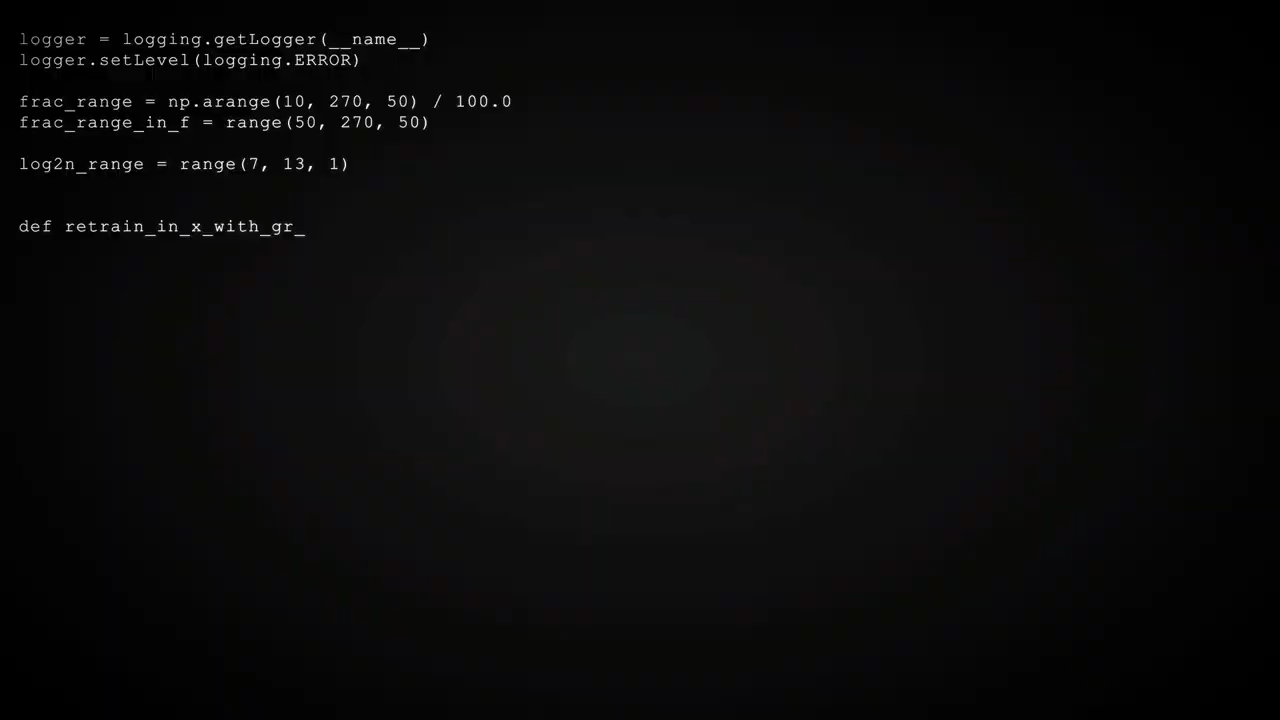 logger = logging.getLogger(__name__)
logger.setLevel(logging.ERROR)
frac_range = np.arange(10, 270, 50) / 100.0
frac_range_in_f = range(50, 270, 50)
log2n_range = range(7, 13, 1)
def retrain_in_x_with_gr_